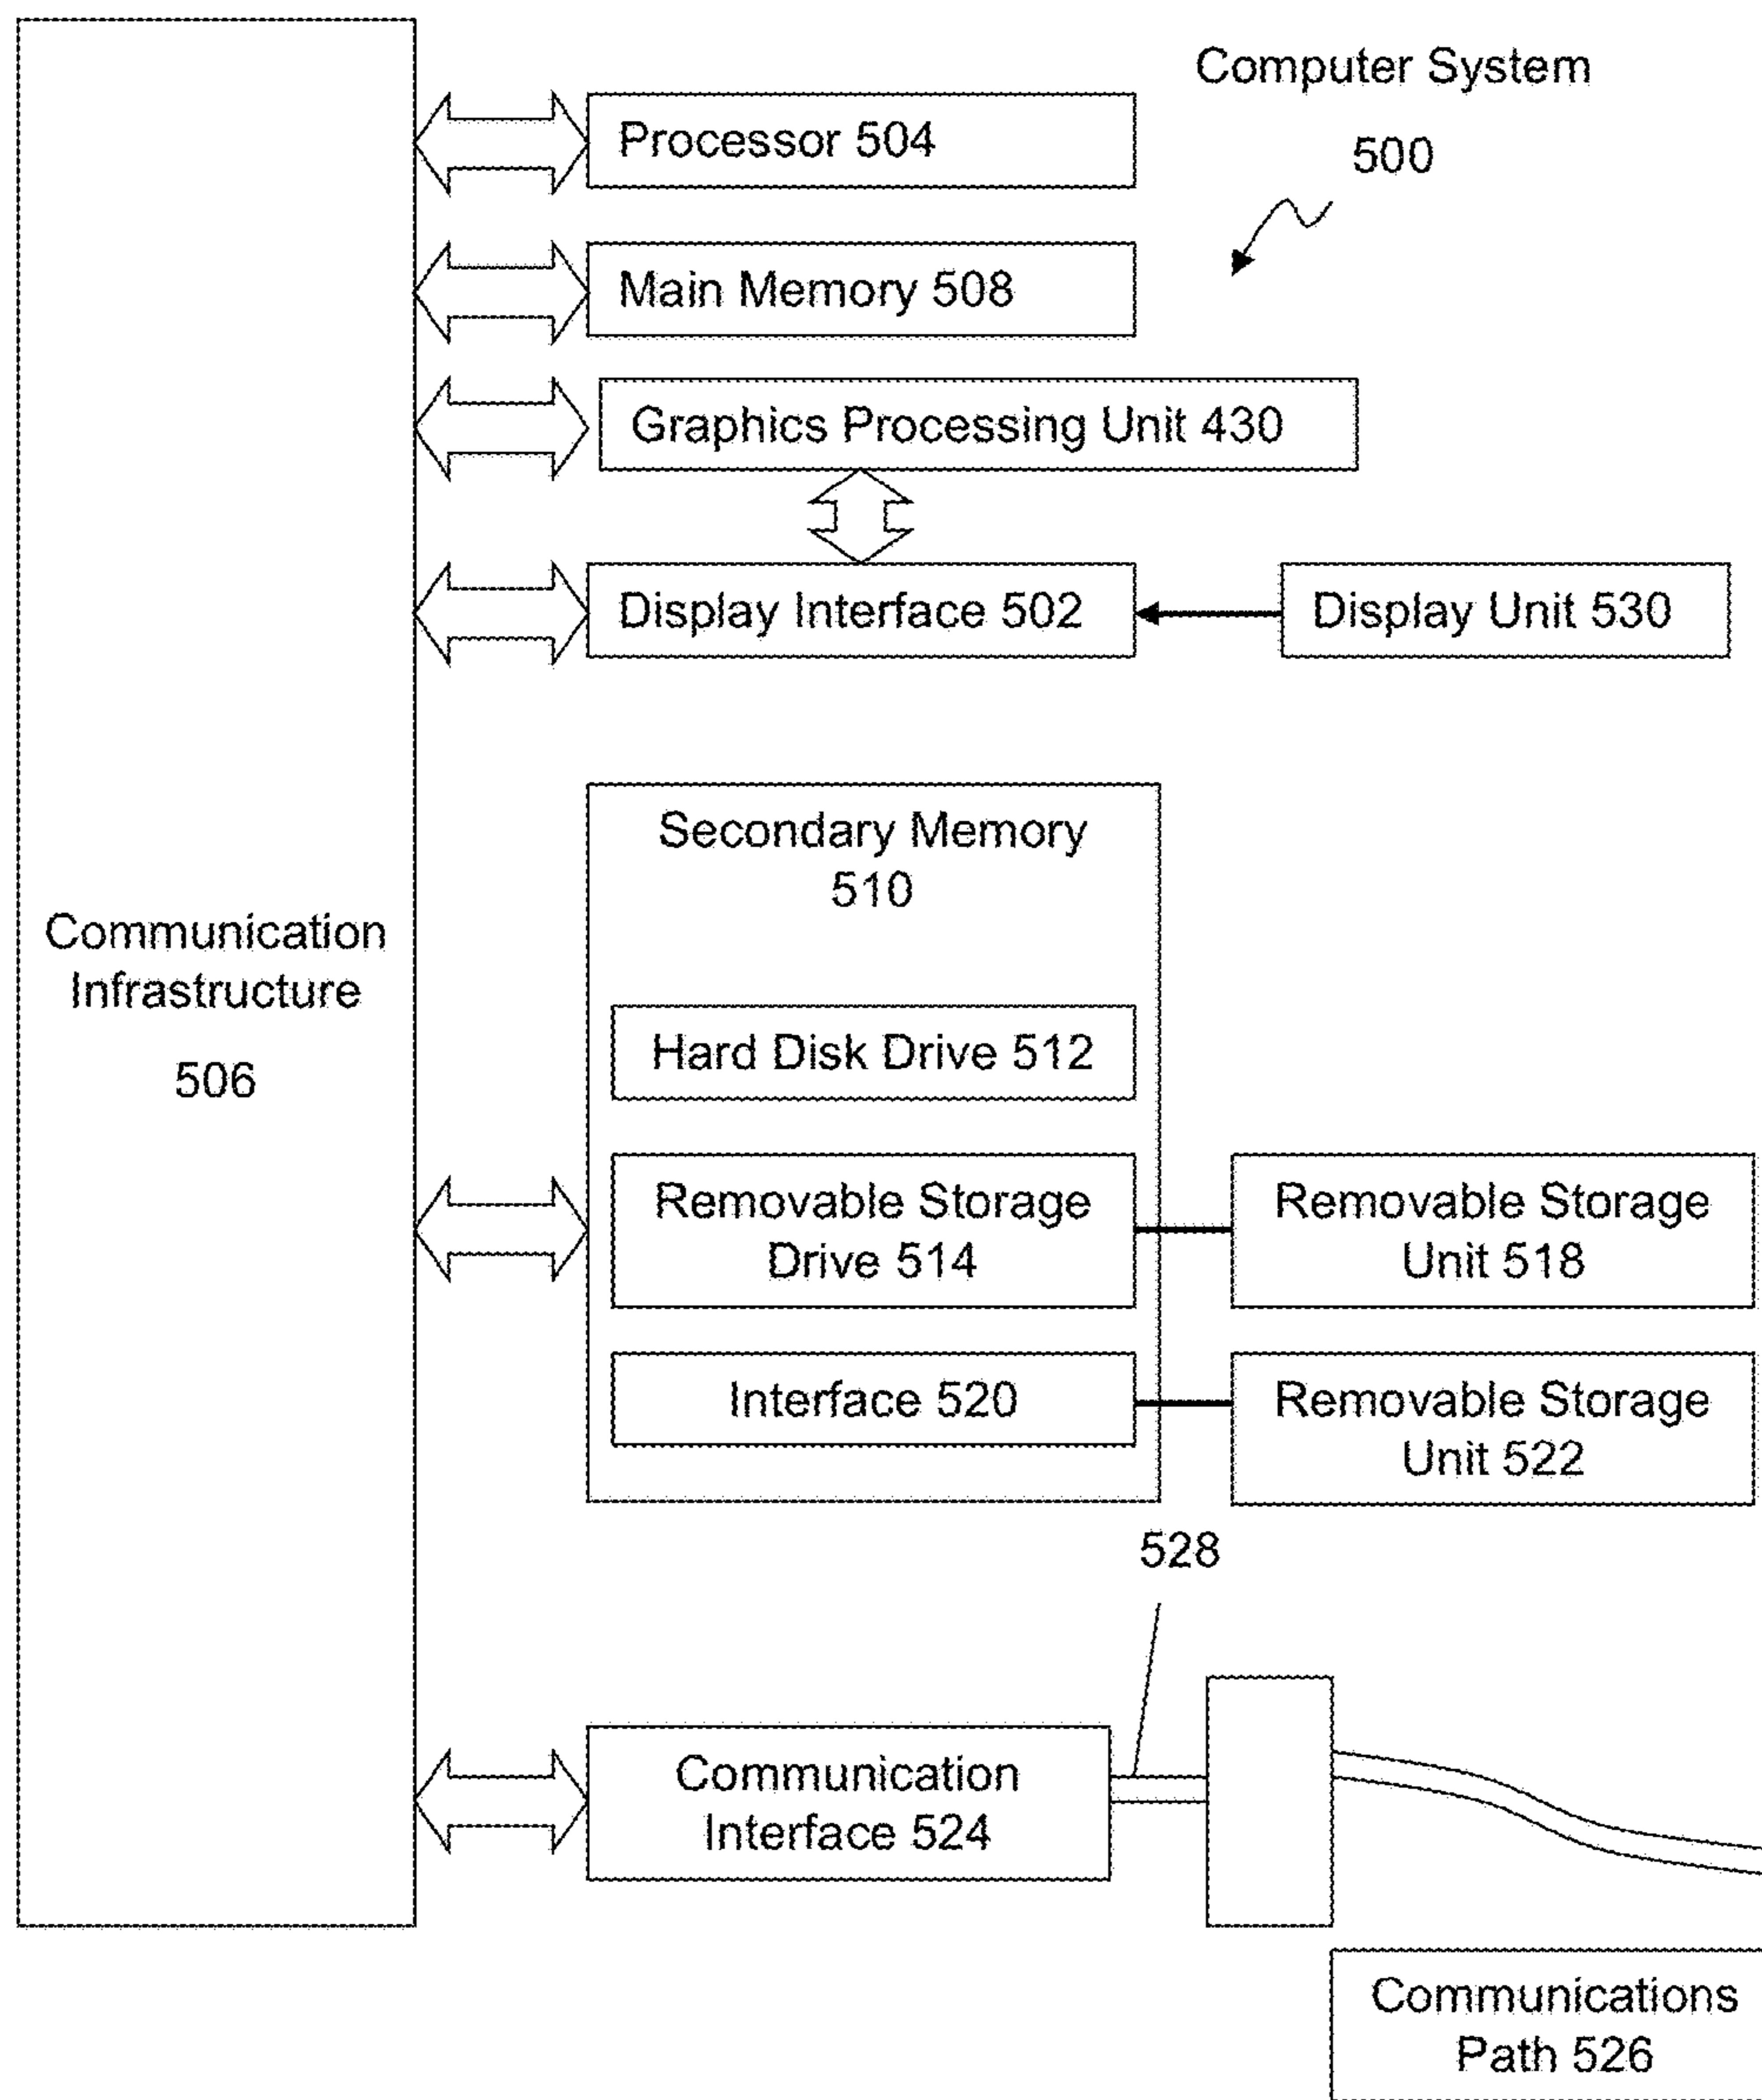 Computer System
500
Processor 504
Main Memory 508
Graphics Processing Unit 430
Display Interface 502
Display Unit 530
Communication
Infrastructure
506
Secondary Memory
510
Hard Disk Drive 512
Removable Storage
Drive 514
Removable Storage
Unit 518
Interface 520
Removable Storage
Unit 522
528
Communication
Interface 524
Communications
Path 526